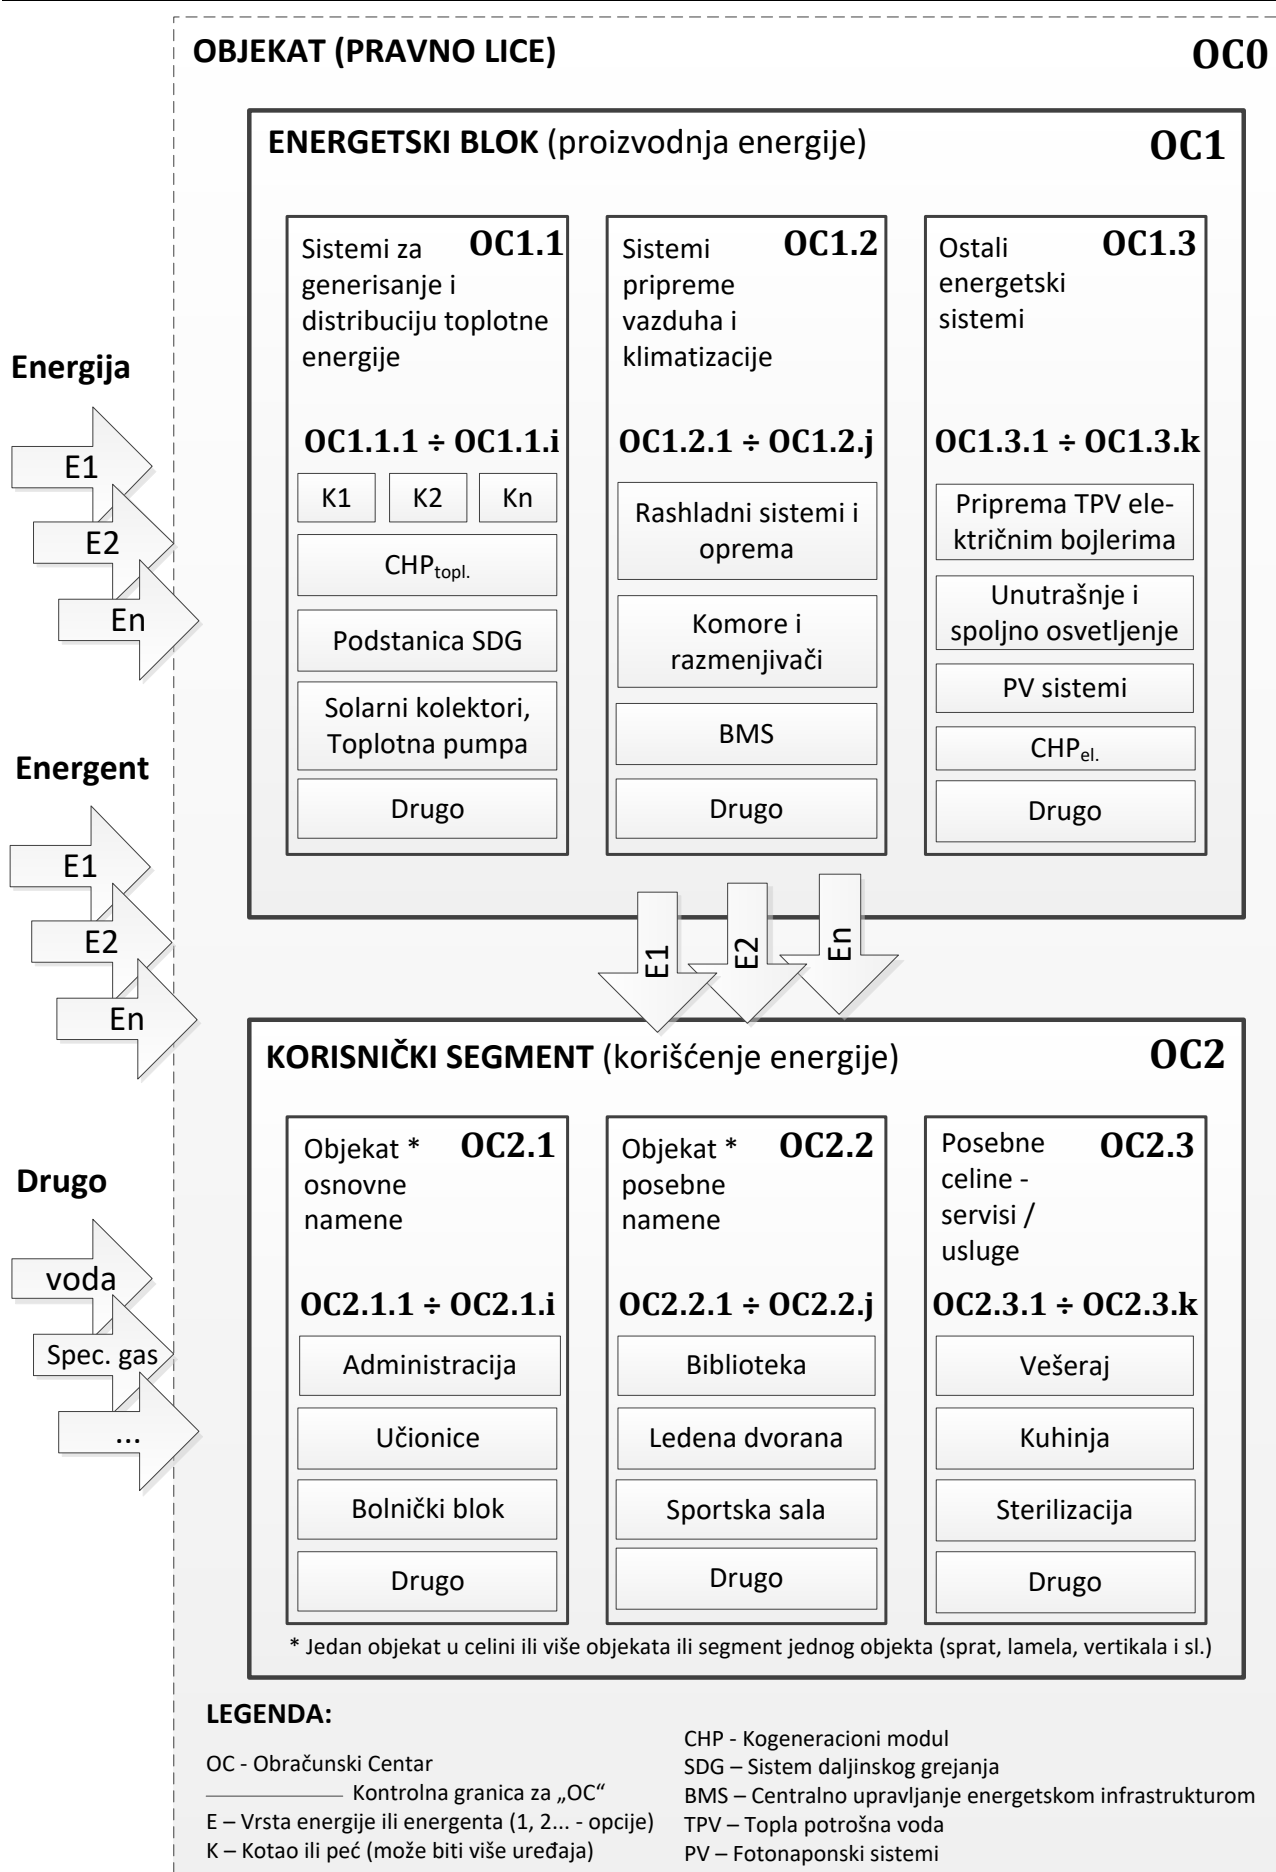 OBJEKAT (PRAVNO LICE) OC0
ENERGETSKI BLOK (proizvodnja energije) OC1
Sistemi za OC1.1
generisanje i
distribuciju toplotne
energije
OC1.1.1 ÷ OC1.1.i
K1 K2 Kn
CHPtopl.
Podstanica SDG
Solarni kolektori,
Toplotna pumpa
Drugo
Sistemi OC1.2
pripreme
vazduha i
klimatizacije
OC1.2.1 ÷ OC1.2.j
Rashladni sistemi i
oprema
Komore i
razmenjivači
BMS
Drugo
Ostali OC1.3
energetski
sistemi
OC1.3.1 ÷ OC1.3.k
Priprema TPV ele-
ktričnim bojlerima
Unutrašnje i
spoljno osvetljenje
PV sistemi
CHPel.
Drugo
Energija
E1
E2
En
Energent
E1
E2
En
Drugo
voda
Spec. gas
...
E1
E2
En
KORISNIČKI SEGMENT (korišćenje energije) OC2
Objekat * OC2.1
osnovne
namene
OC2.1.1 ÷ OC2.1.i
Administracija
Učionice
Bolnički blok
Drugo
Objekat * OC2.2
posebne
namene
OC2.2.1 ÷ OC2.2.j
Biblioteka
Ledena dvorana
Sportska sala
Drugo
Posebne OC2.3
celine -
servisi /
usluge
OC2.3.1 ÷ OC2.3.k
Vešeraj
Kuhinja
Sterilizacija
Drugo
* Jedan objekat u celini ili više objekata ili segment jednog objekta (sprat, lamela, vertikala i sl.)
LEGENDA:
OC - Obračunski Centar
Kontrolna granica za „OC“
E – Vrsta energije ili energenta (1, 2... - opcije)
K – Kotao ili peć (može biti više uređaja)
CHP - Kogeneracioni modul
SDG – Sistem daljinskog grejanja
BMS – Centralno upravljanje energetskom infrastrukturom
TPV – Topla potrošna voda
PV – Fotonaponski sistemi